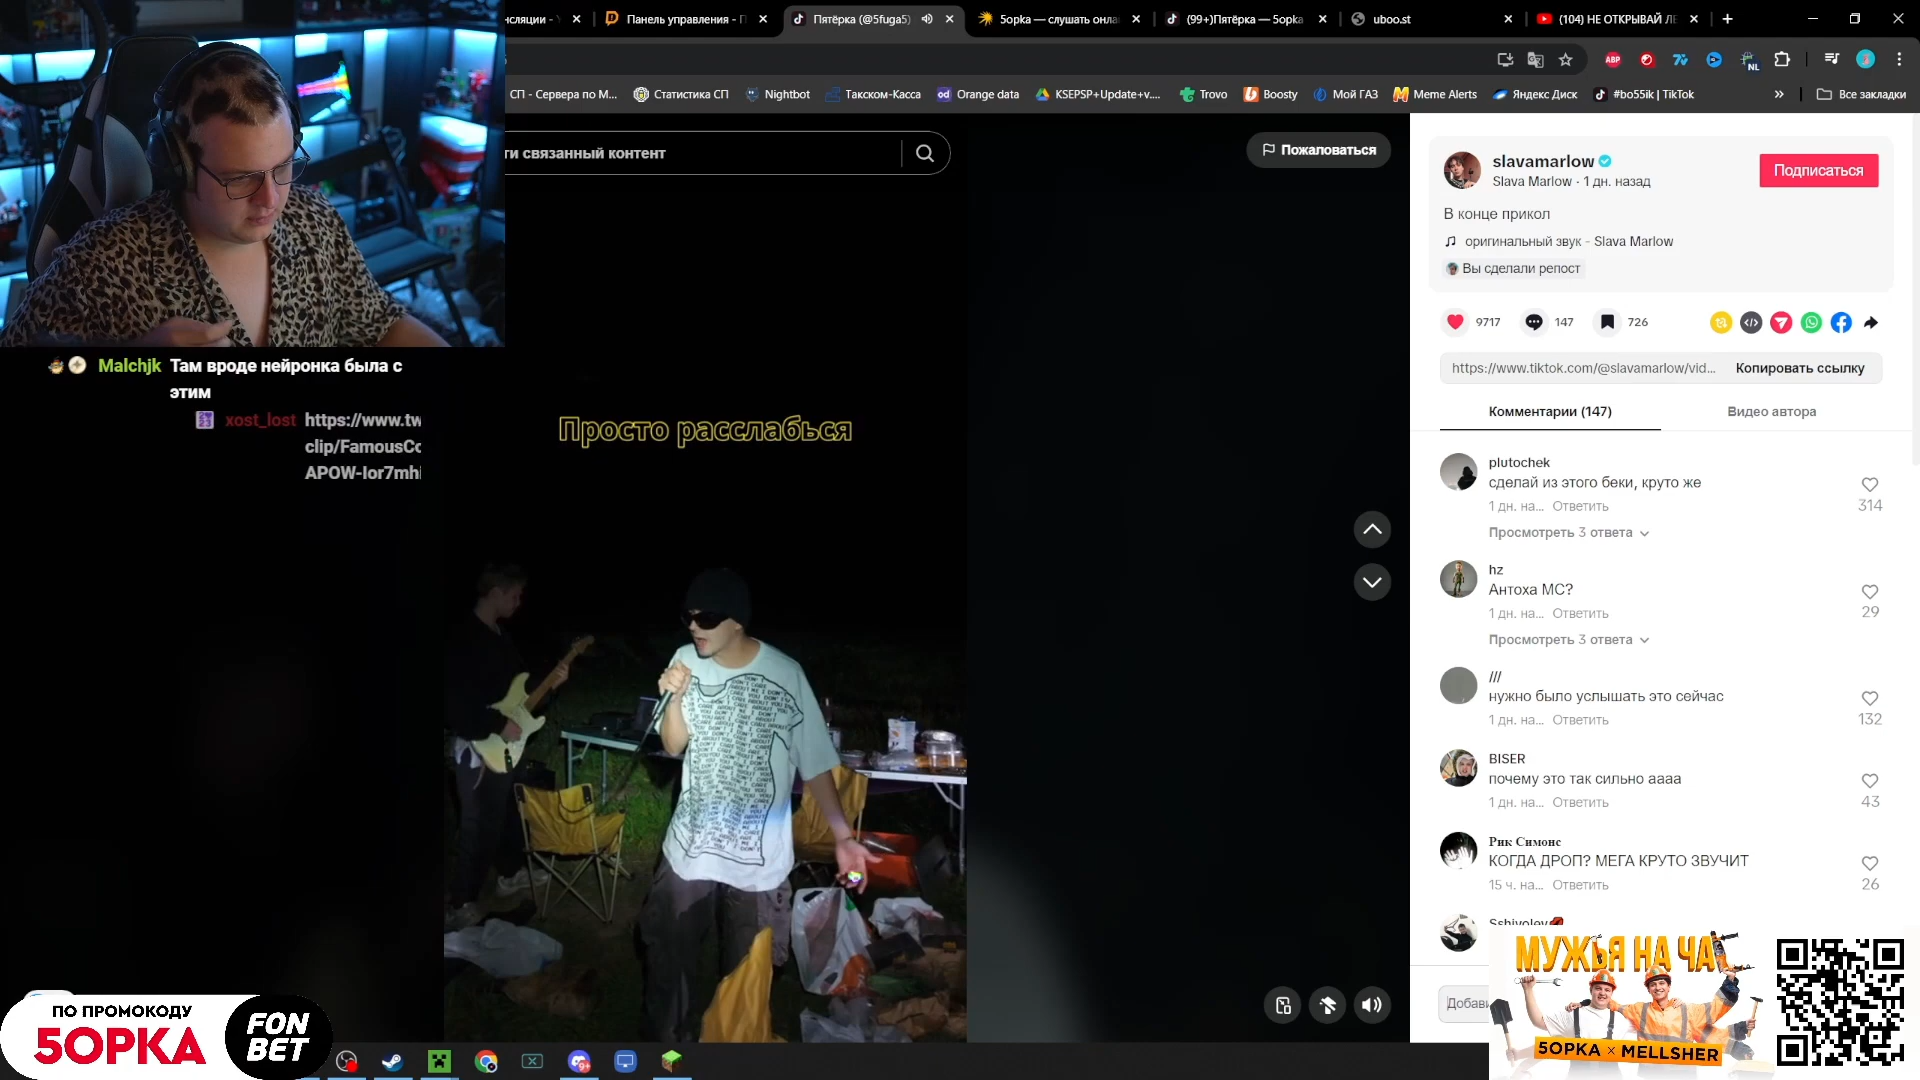 нсляции -
Панель управления - П
Пятёрка (@5fuga5)
5opka — слушать онла
(99+)Пятёрка — 5opka
uboo.st
(104) НЕ ОТКРЫВАЙ ЛЕ
СП - Сервера по М...
Статистика СП
Nightbot
Такском-Касса
Orange data
KSEPSP+Update+v....
Trovo
Boosty
Мой ГАЗ
Meme Alerts
Яндекс Диск
#bo55ik | TikTok
Все закладки
ти связанный контент
Пожаловаться
slavamarlow
Slava Marlow · 1 дн. назад
Подписаться
В конце прикол
оригинальный звук - Slava Marlow
Вы сделали репост
9717
147
726
https://www.tiktok.com/@slavamarlow/vid...
Копировать ссылку
Комментарии (147)
Видео автора
plutochek
сделай из этого беки, круто же
1 дн. на... Ответить
314
Просмотреть 3 ответа
hz
Антоха МС?
1 дн. на... Ответить
29
Просмотреть 3 ответа
///
нужно было услышать это сейчас
1 дн. на... Ответить
132
BISER
почему это так сильно аааа
1 дн. на... Ответить
43
Рик Симонс
КОГДА ДРОП? МЕГА КРУТО ЗВУЧИТ
15 ч. на... Ответить
26
Sshivolev
Добави
Malchjk Там вроде нейронка была с
этим
xost_lost https://www.tw
clip/FamousCo
APOW-Ior7mhi
Просто расслабься
ПО ПРОМОКОДУ
5OPKA
FON
BET
МУЖЬЯ НА ЧА
5OPKA × MELLSHER